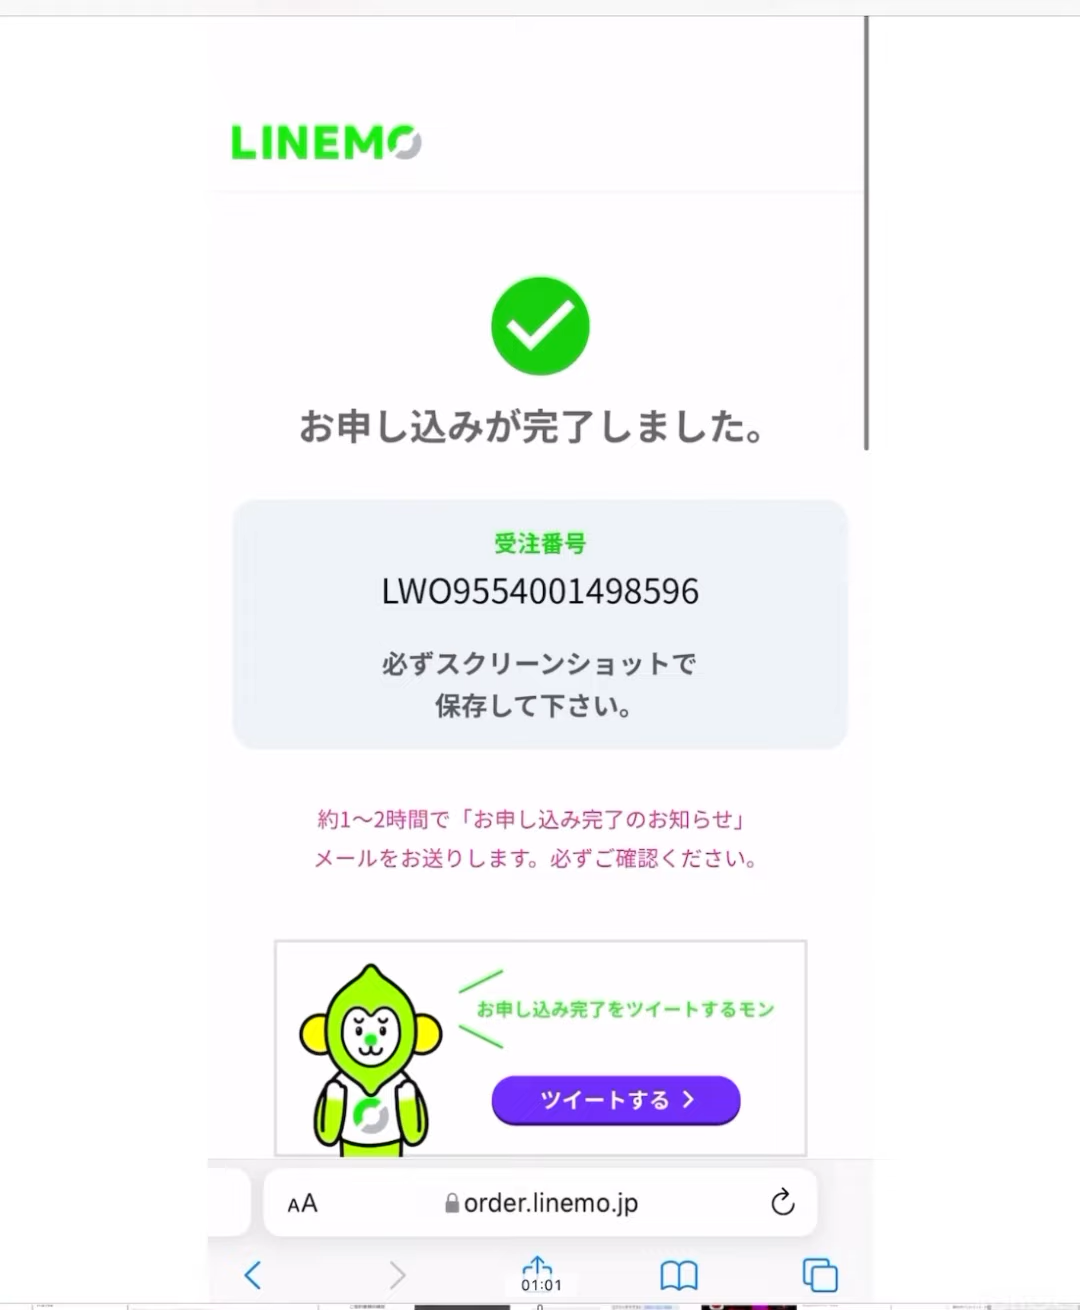 LINEMO
お申し込みが完了しました。
受注番号
LWO9554001498596
必ずスクリーンショットで
保存して下さい。
約1〜2時間で「お申し込み完了のお知らせ」
メールをお送りします。必ずご確認ください。
お申し込み完了をツイートするモン
ツイートする
AA
order.linemo.jp
01:01